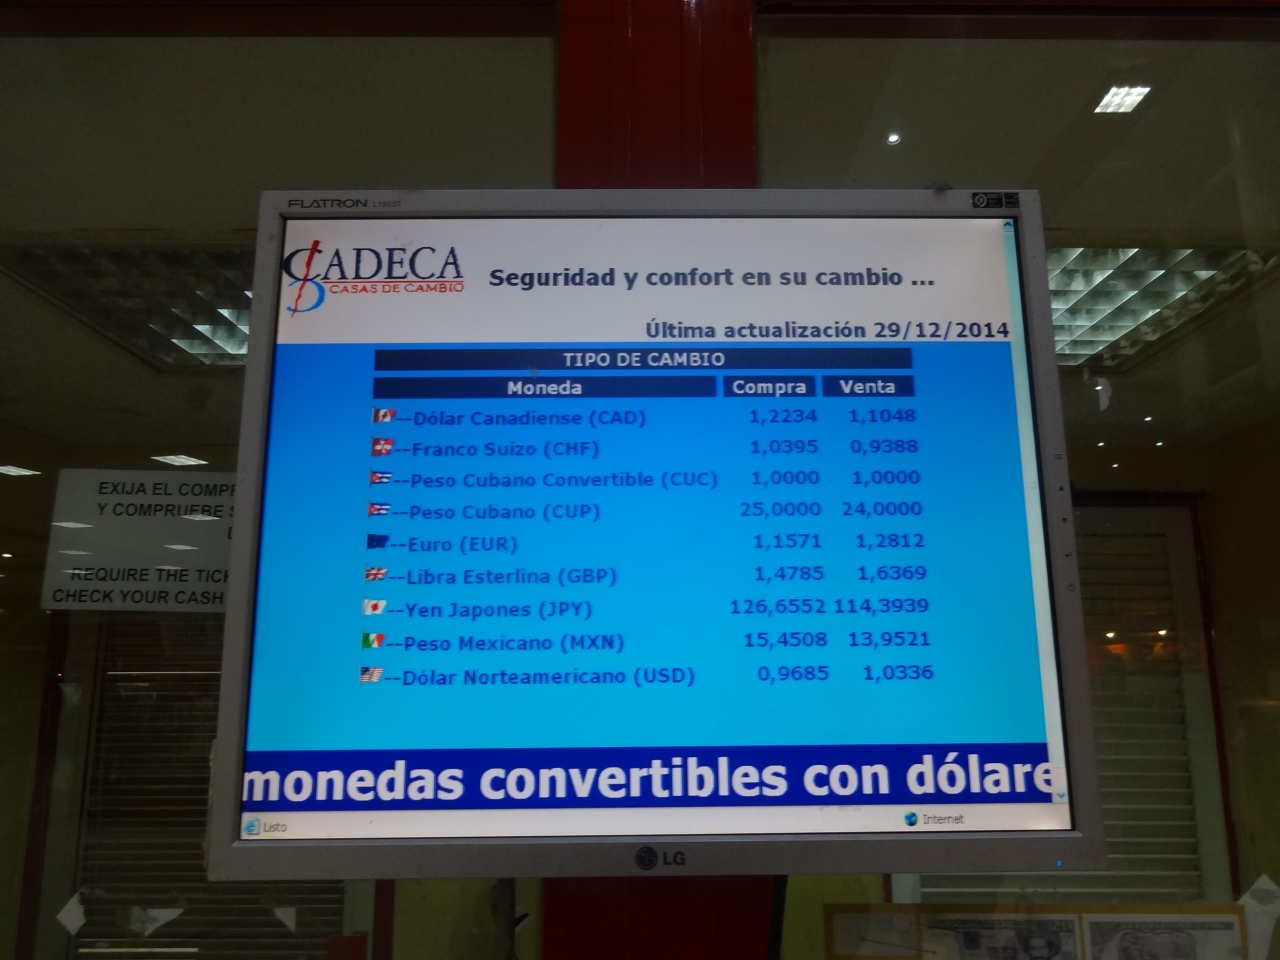 FLATRON L1953T
CADECA
CASAS DE CAMBIO
Seguridad y confort en su cambio ...
Última actualización 29/12/2014
TIPO DE CAMBIO
Moneda Compra Venta
--Dólar Canadiense (CAD) 1,2234 1,1048
--Franco Suizo (CHF) 1,0395 0,9388
--Peso Cubano Convertible (CUC) 1,0000 1,0000
--Peso Cubano (CUP) 25,0000 24,0000
--Euro (EUR) 1,1571 1,2812
--Libra Esterlina (GBP) 1,4785 1,6369
--Yen Japones (JPY) 126,6552 114,3939
--Peso Mexicano (MXN) 15,4508 13,9521
--Dólar Norteamericano (USD) 0,9685 1,0336
monedas convertibles con dólare
Listo Internet
LG
EXIJA EL COMP
Y COMPRUEBE S
REQUIRE THE TICK
CHECK YOUR CASH